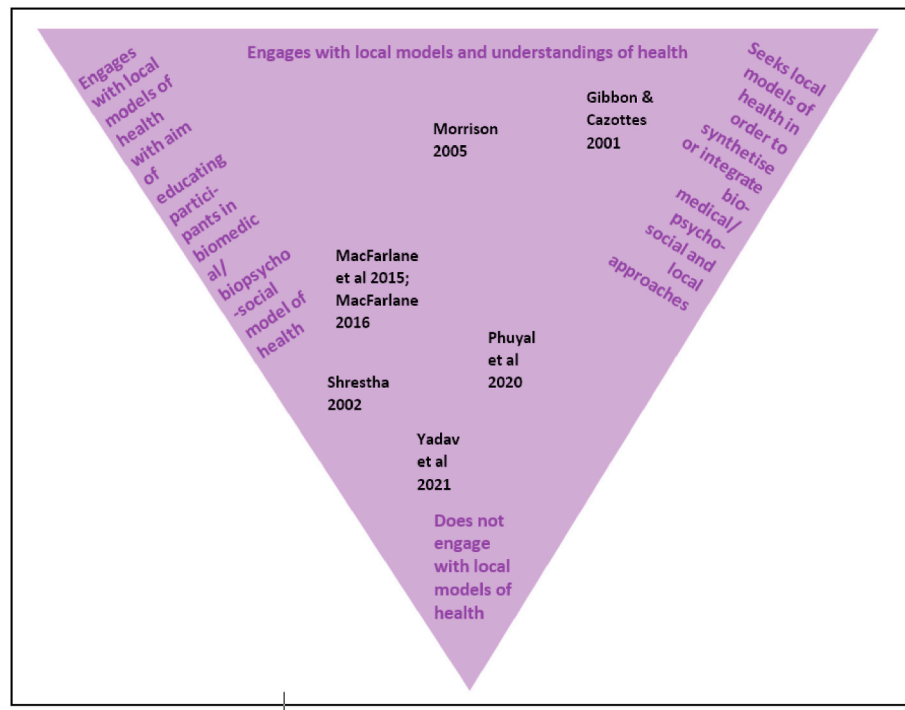 Engages with local models and understandings of health
Engages
with local
models of
health
with aim
of
educating
partici-
pants in
biomedic
al/
biopsycho
-social
model of
health
Seeks local
models of
health in
order to
synthetise
or integrate
bio-
medical/
psycho-
social and
local
approaches
Gibbon &
Cazottes
2001
Morrison
2005
MacFarlane
et al 2015;
MacFarlane
2016
Phuyal
et al
2020
Shrestha
2002
Yadav
et al
2021
Does not
engage
with local
models of
health